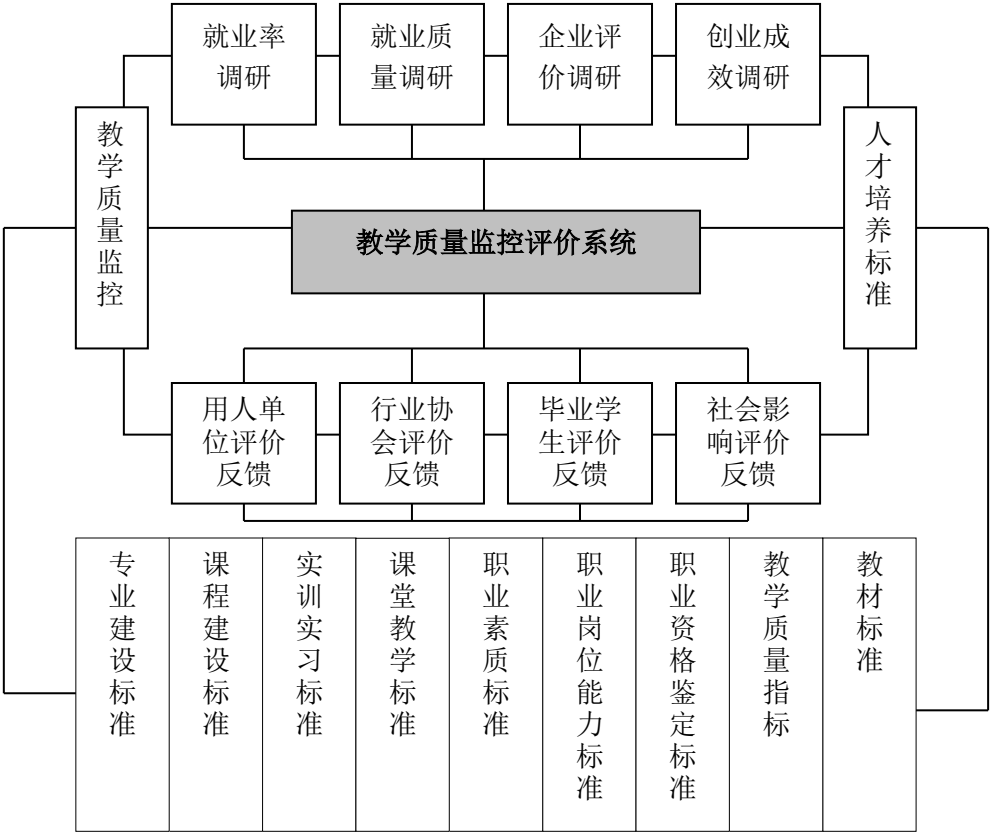 就业率
调研
就业质
量调研
企业评
价调研
创业成
效调研
教学质量监控
人才培养标准
教学质量监控评价系统
用人单
位评价
反馈
行业协
会评价
反馈
毕业学
生评价
反馈
社会影
响评价
反馈
专业建设标准
课程建设标准
实训实习标准
课堂教学标准
职业素质标准
职业岗位能力标准
职业资格鉴定标准
教学质量指标
教材标准